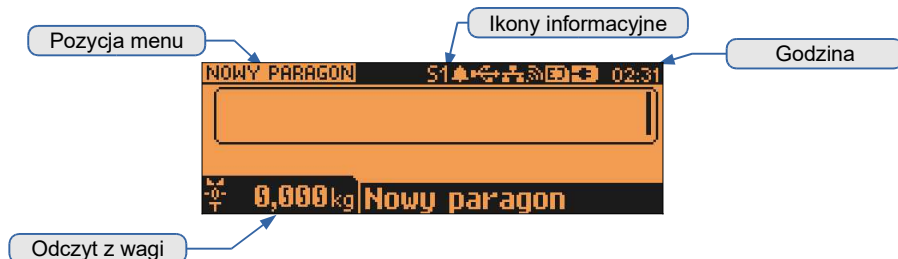 Ikony informacyjne
Pozycja menu
Godzina
NOWY PARAGON S1 02:31
0,000kg Nowy paragon
Odczyt z wagi